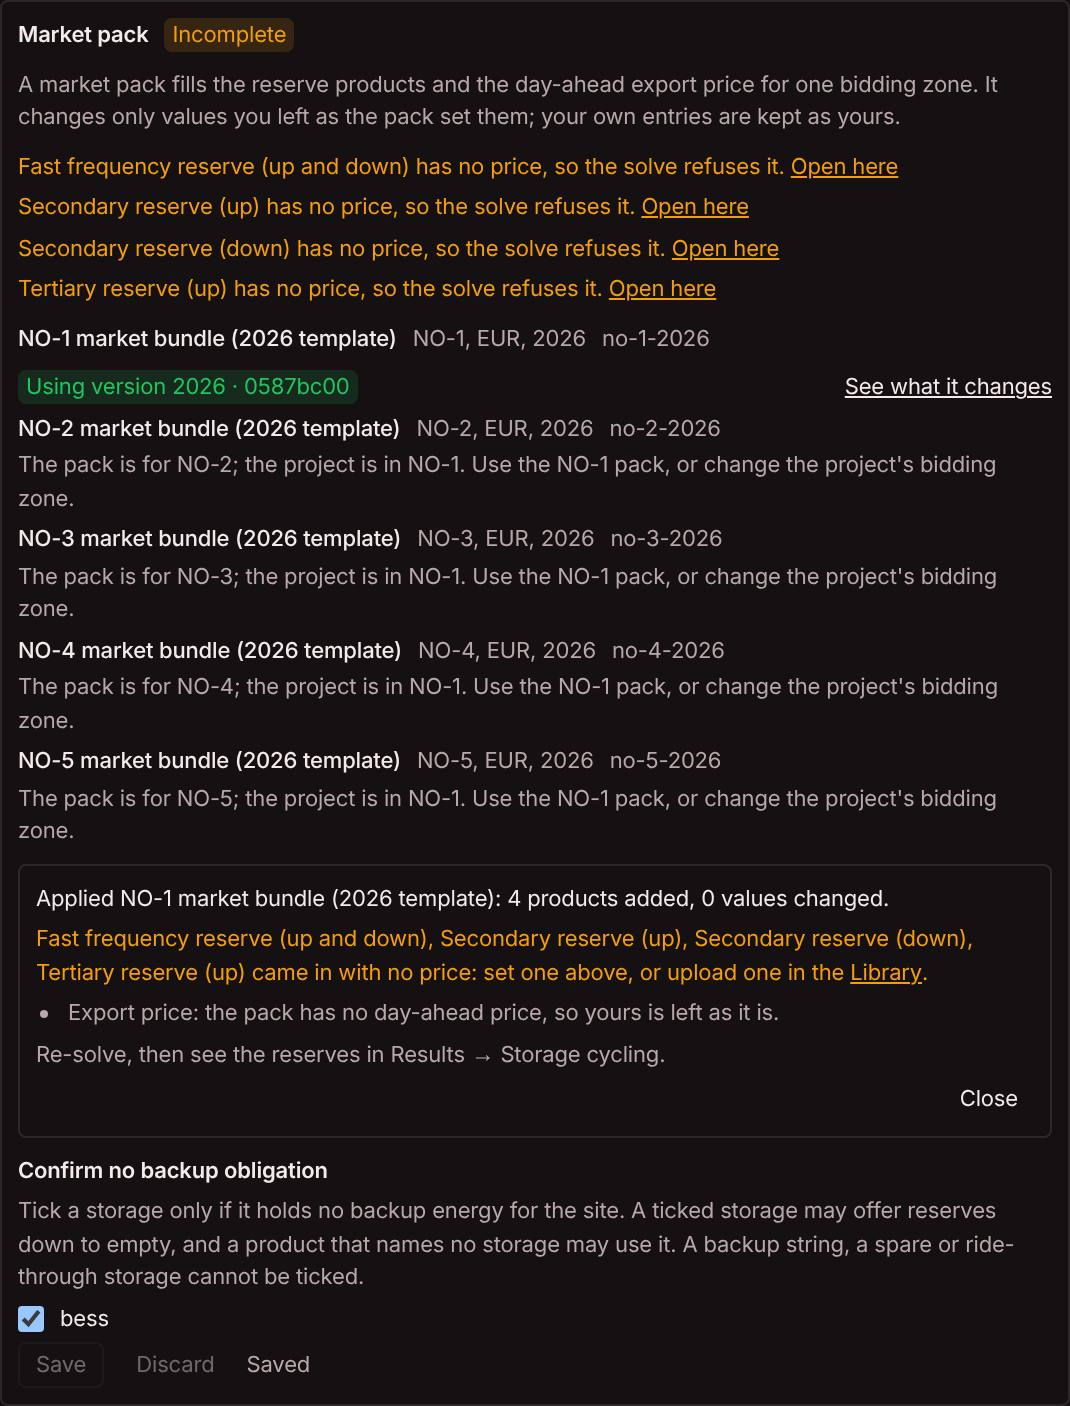 Market pack Incomplete
A market pack fills the reserve products and the day-ahead export price for one bidding zone. It
changes only values you left as the pack set them; your own entries are kept as yours.
Fast frequency reserve (up and down) has no price, so the solve refuses it. Open here
Secondary reserve (up) has no price, so the solve refuses it. Open here
Secondary reserve (down) has no price, so the solve refuses it. Open here
Tertiary reserve (up) has no price, so the solve refuses it. Open here
NO-1 market bundle (2026 template) NO-1, EUR, 2026 no-1-2026
Using version 2026 · 0587bc00 See what it changes
NO-2 market bundle (2026 template) NO-2, EUR, 2026 no-2-2026
The pack is for NO-2; the project is in NO-1. Use the NO-1 pack, or change the project's bidding
zone.
NO-3 market bundle (2026 template) NO-3, EUR, 2026 no-3-2026
The pack is for NO-3; the project is in NO-1. Use the NO-1 pack, or change the project's bidding
zone.
NO-4 market bundle (2026 template) NO-4, EUR, 2026 no-4-2026
The pack is for NO-4; the project is in NO-1. Use the NO-1 pack, or change the project's bidding
zone.
NO-5 market bundle (2026 template) NO-5, EUR, 2026 no-5-2026
The pack is for NO-5; the project is in NO-1. Use the NO-1 pack, or change the project's bidding
zone.
Applied NO-1 market bundle (2026 template): 4 products added, 0 values changed.
Fast frequency reserve (up and down), Secondary reserve (up), Secondary reserve (down),
Tertiary reserve (up) came in with no price: set one above, or upload one in the Library.
• Export price: the pack has no day-ahead price, so yours is left as it is.
Re-solve, then see the reserves in Results → Storage cycling.
Close
Confirm no backup obligation
Tick a storage only if it holds no backup energy for the site. A ticked storage may offer reserves
down to empty, and a product that names no storage may use it. A backup string, a spare or ride-
through storage cannot be ticked.
bess
Save Discard Saved